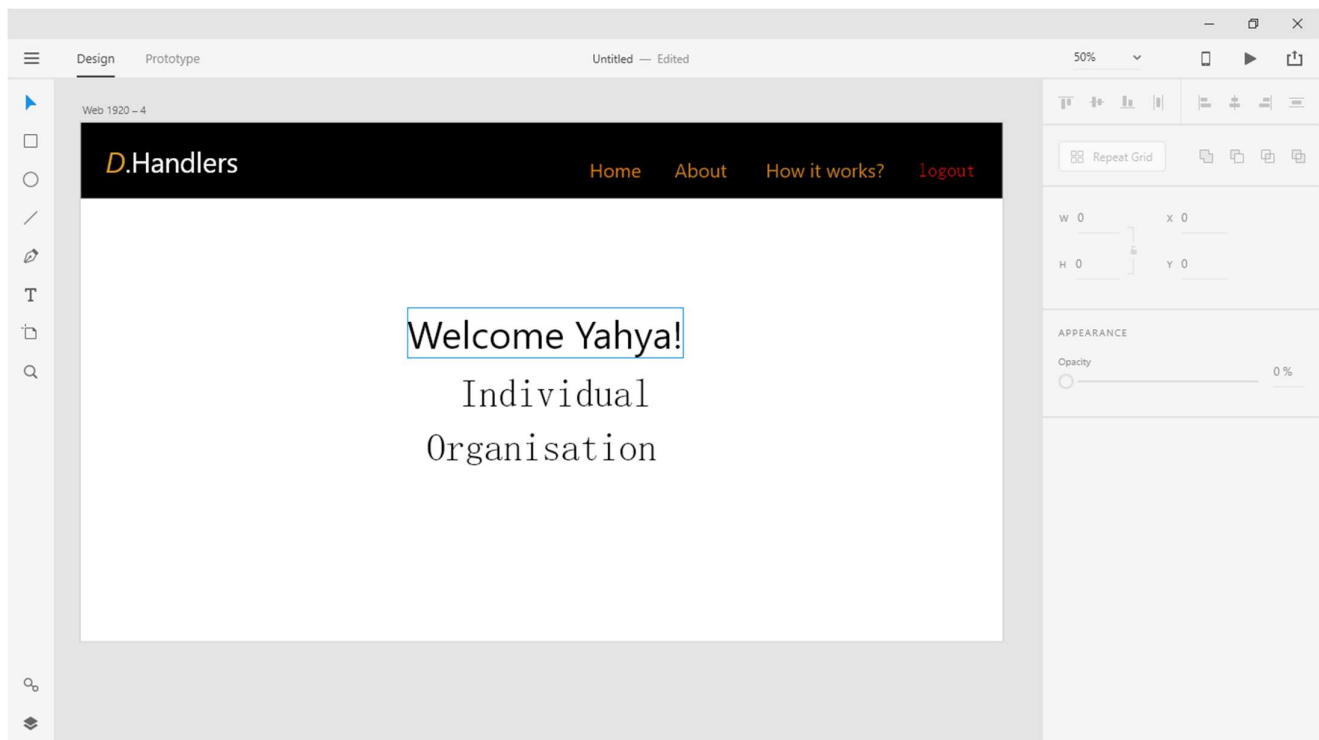 Design Prototype Untitled — Edited 50%
Web 1920 – 4
D.Handlers Home About How it works? logout
Repeat Grid
W 0 X 0
H 0 Y 0
Welcome Yahya!
Individual
Organisation
APPEARANCE
Opacity
0 %